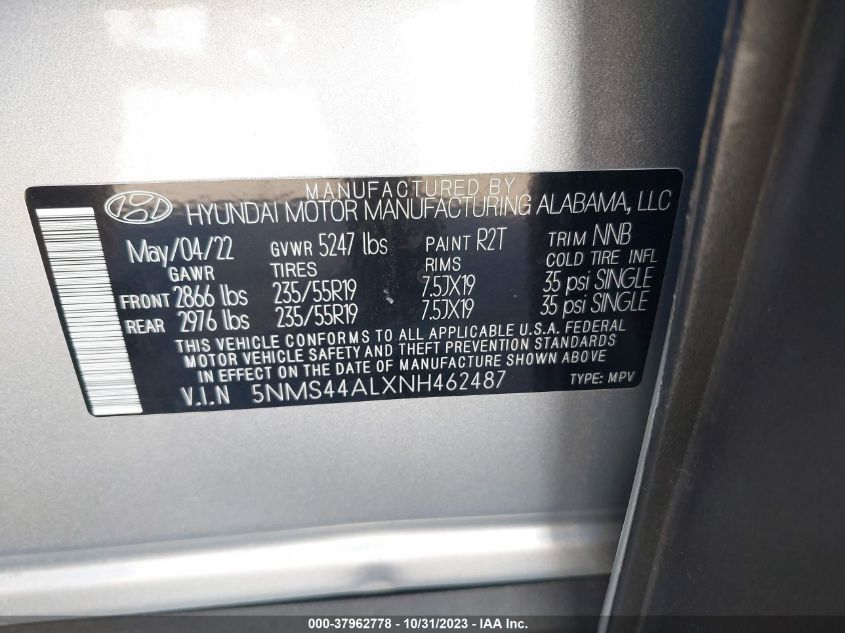 MANUFACTURED BY
HYUNDAI MOTOR MANUFACTURING ALABAMA, LLC
May/04/22 GVWR 5247 lbs PAINT R2T TRIM NNB
GAWR TIRES RIMS COLD TIRE INFL
FRONT 2866 lbs 235/55R19 7.5JX19 35 psi SINGLE
REAR 2976 lbs 235/55R19 7.5JX19 35 psi SINGLE
THIS VEHICLE CONFORMS TO ALL APPLICABLE U.S.A. FEDERAL
MOTOR VEHICLE SAFETY AND THEFT PREVENTION STANDARDS
IN EFFECT ON THE DATE OF MANUFACTURE SHOWN ABOVE.
V.I.N 5NMS44ALXNH462487 TYPE: MPV
000-37962778 - 10/31/2023 - IAA Inc.